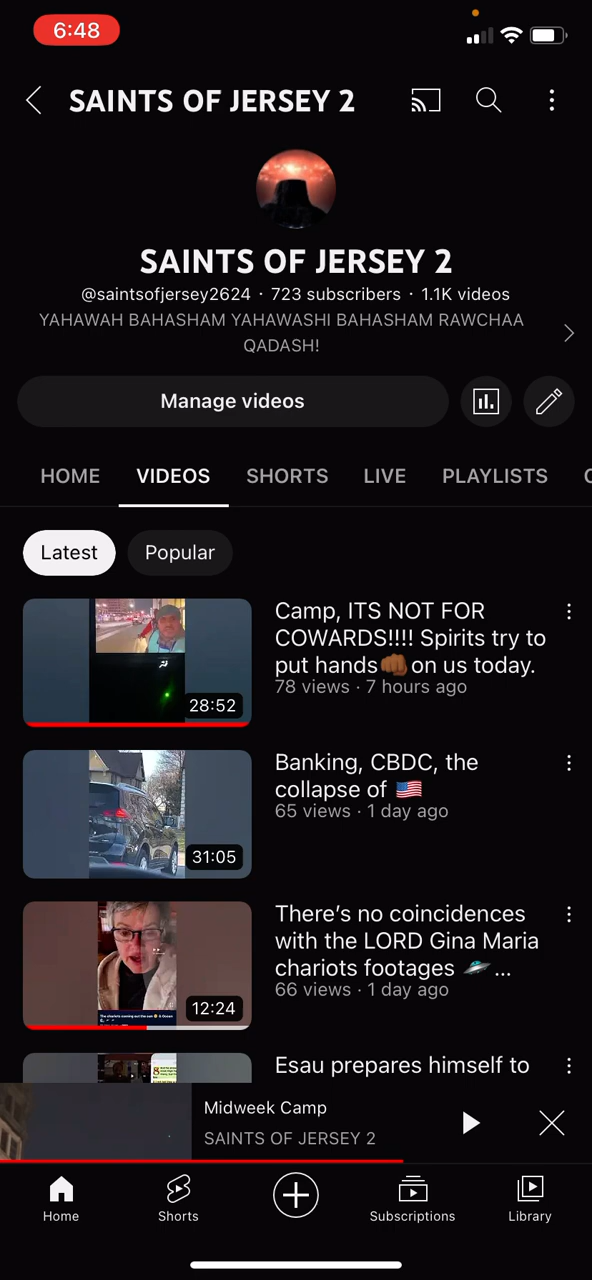 6:48
SAINTS OF JERSEY 2
SAINTS OF JERSEY 2
@saintsofjersey2624 · 723 subscribers · 1.1K videos
YAHAWAH BAHASHAM YAHAWASHI BAHASHAM RAWCHAA
QADASH!
Manage videos
HOME VIDEOS SHORTS LIVE PLAYLISTS C
Latest Popular
Camp, ITS NOT FOR
COWARDS!!!! Spirits try to
put hands👊🏾on us today.
78 views · 7 hours ago
28:52
Banking, CBDC, the
collapse of 🇺🇸
65 views · 1 day ago
31:05
There’s no coincidences
with the LORD Gina Maria
chariots footages 🛸...
66 views · 1 day ago
12:24
Esau prepares himself to
Midweek Camp
SAINTS OF JERSEY 2
Home Shorts Subscriptions Library